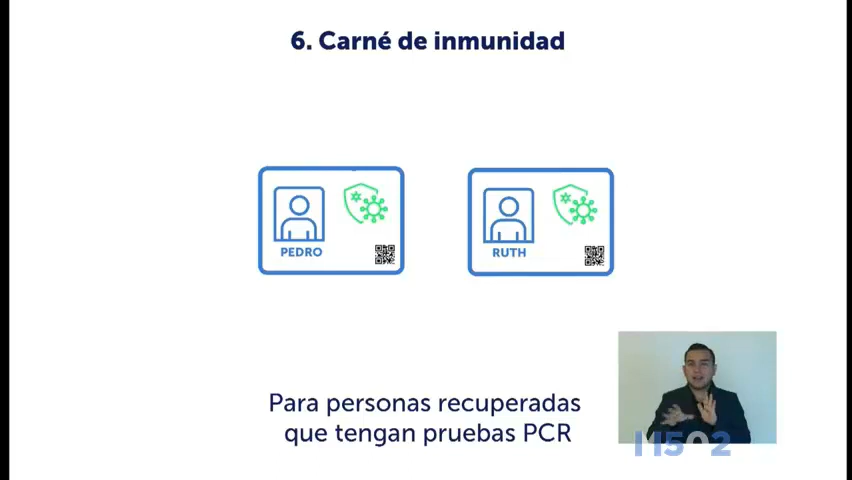 6. Carné de inmunidad
PEDRO
RUTH
Para personas recuperadas
que tengan pruebas PCR